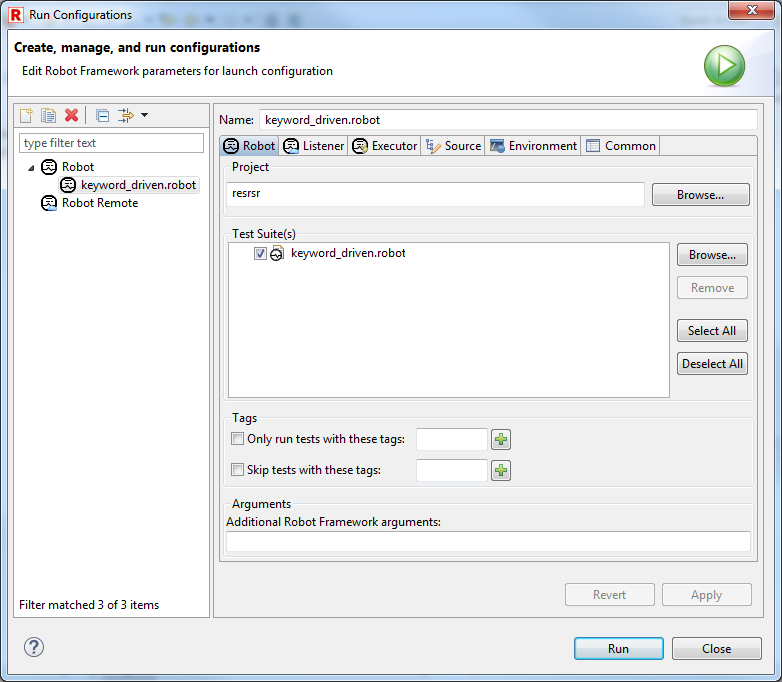 Run Configurations
Create, manage, and run configurations
Edit Robot Framework parameters for launch configuration
type filter text
Robot
keyword_driven.robot
Robot Remote
Filter matched 3 of 3 items
Name: keyword_driven.robot
Robot Listener Executor Source Environment Common
Project
resrsr Browse...
Test Suite(s)
keyword_driven.robot Browse...
Remove
Select All
Deselect All
Tags
Only run tests with these tags:
Skip tests with these tags:
Arguments
Additional Robot Framework arguments:
Revert Apply
? Run Close